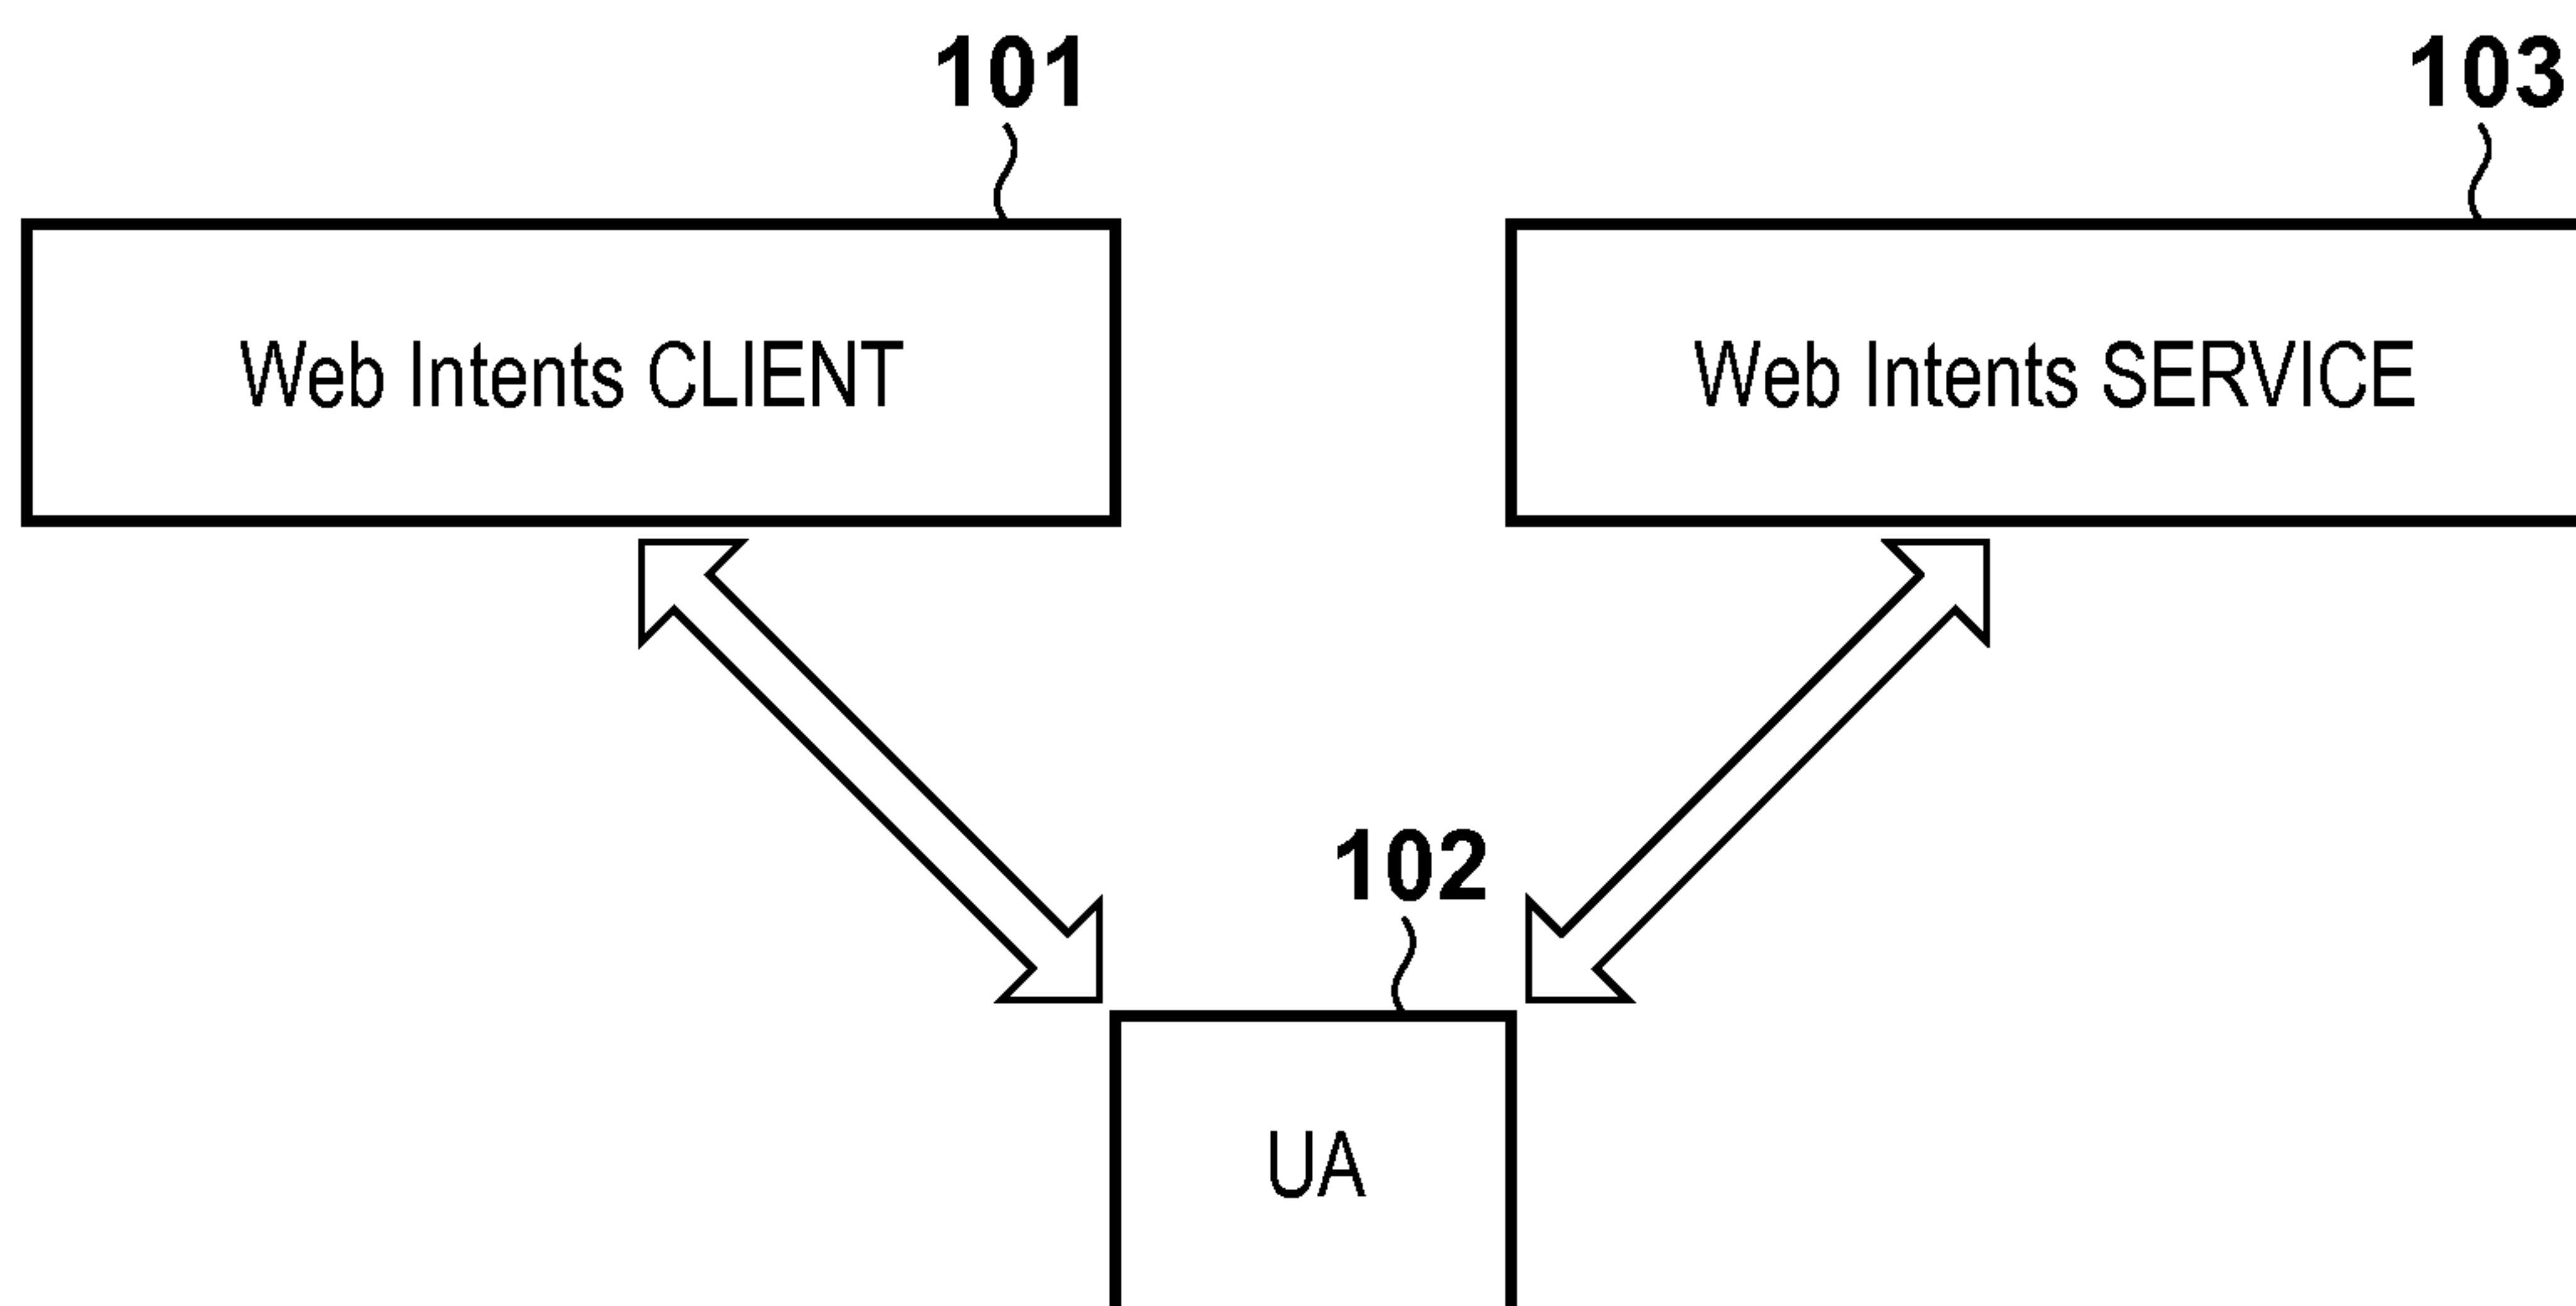 101
103
Web Intents CLIENT
Web Intents SERVICE
102
UA